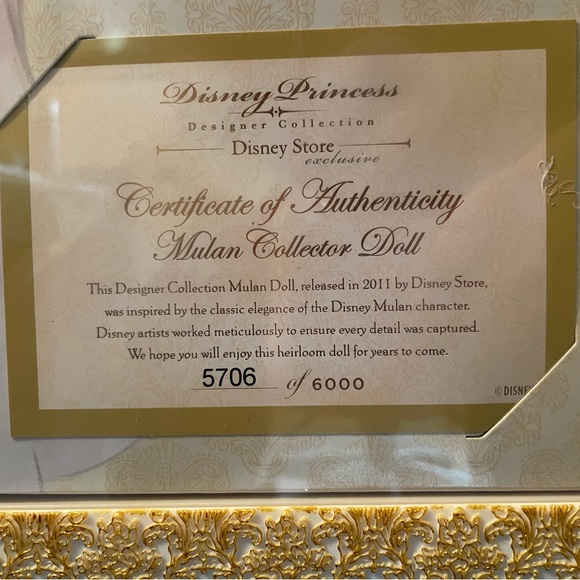 Disney Princess
Designer Collection
Disney Store
exclusive
Certificate of Authenticity
Mulan Collector Doll
This Designer Collection Mulan Doll, released in 2011 by Disney Store,
was inspired by the classic elegance of the Disney Mulan character.
Disney artists worked meticulously to ensure every detail was captured.
We hope you will enjoy this heirloom doll for years to come.
5706 of 6000
© DISNEY